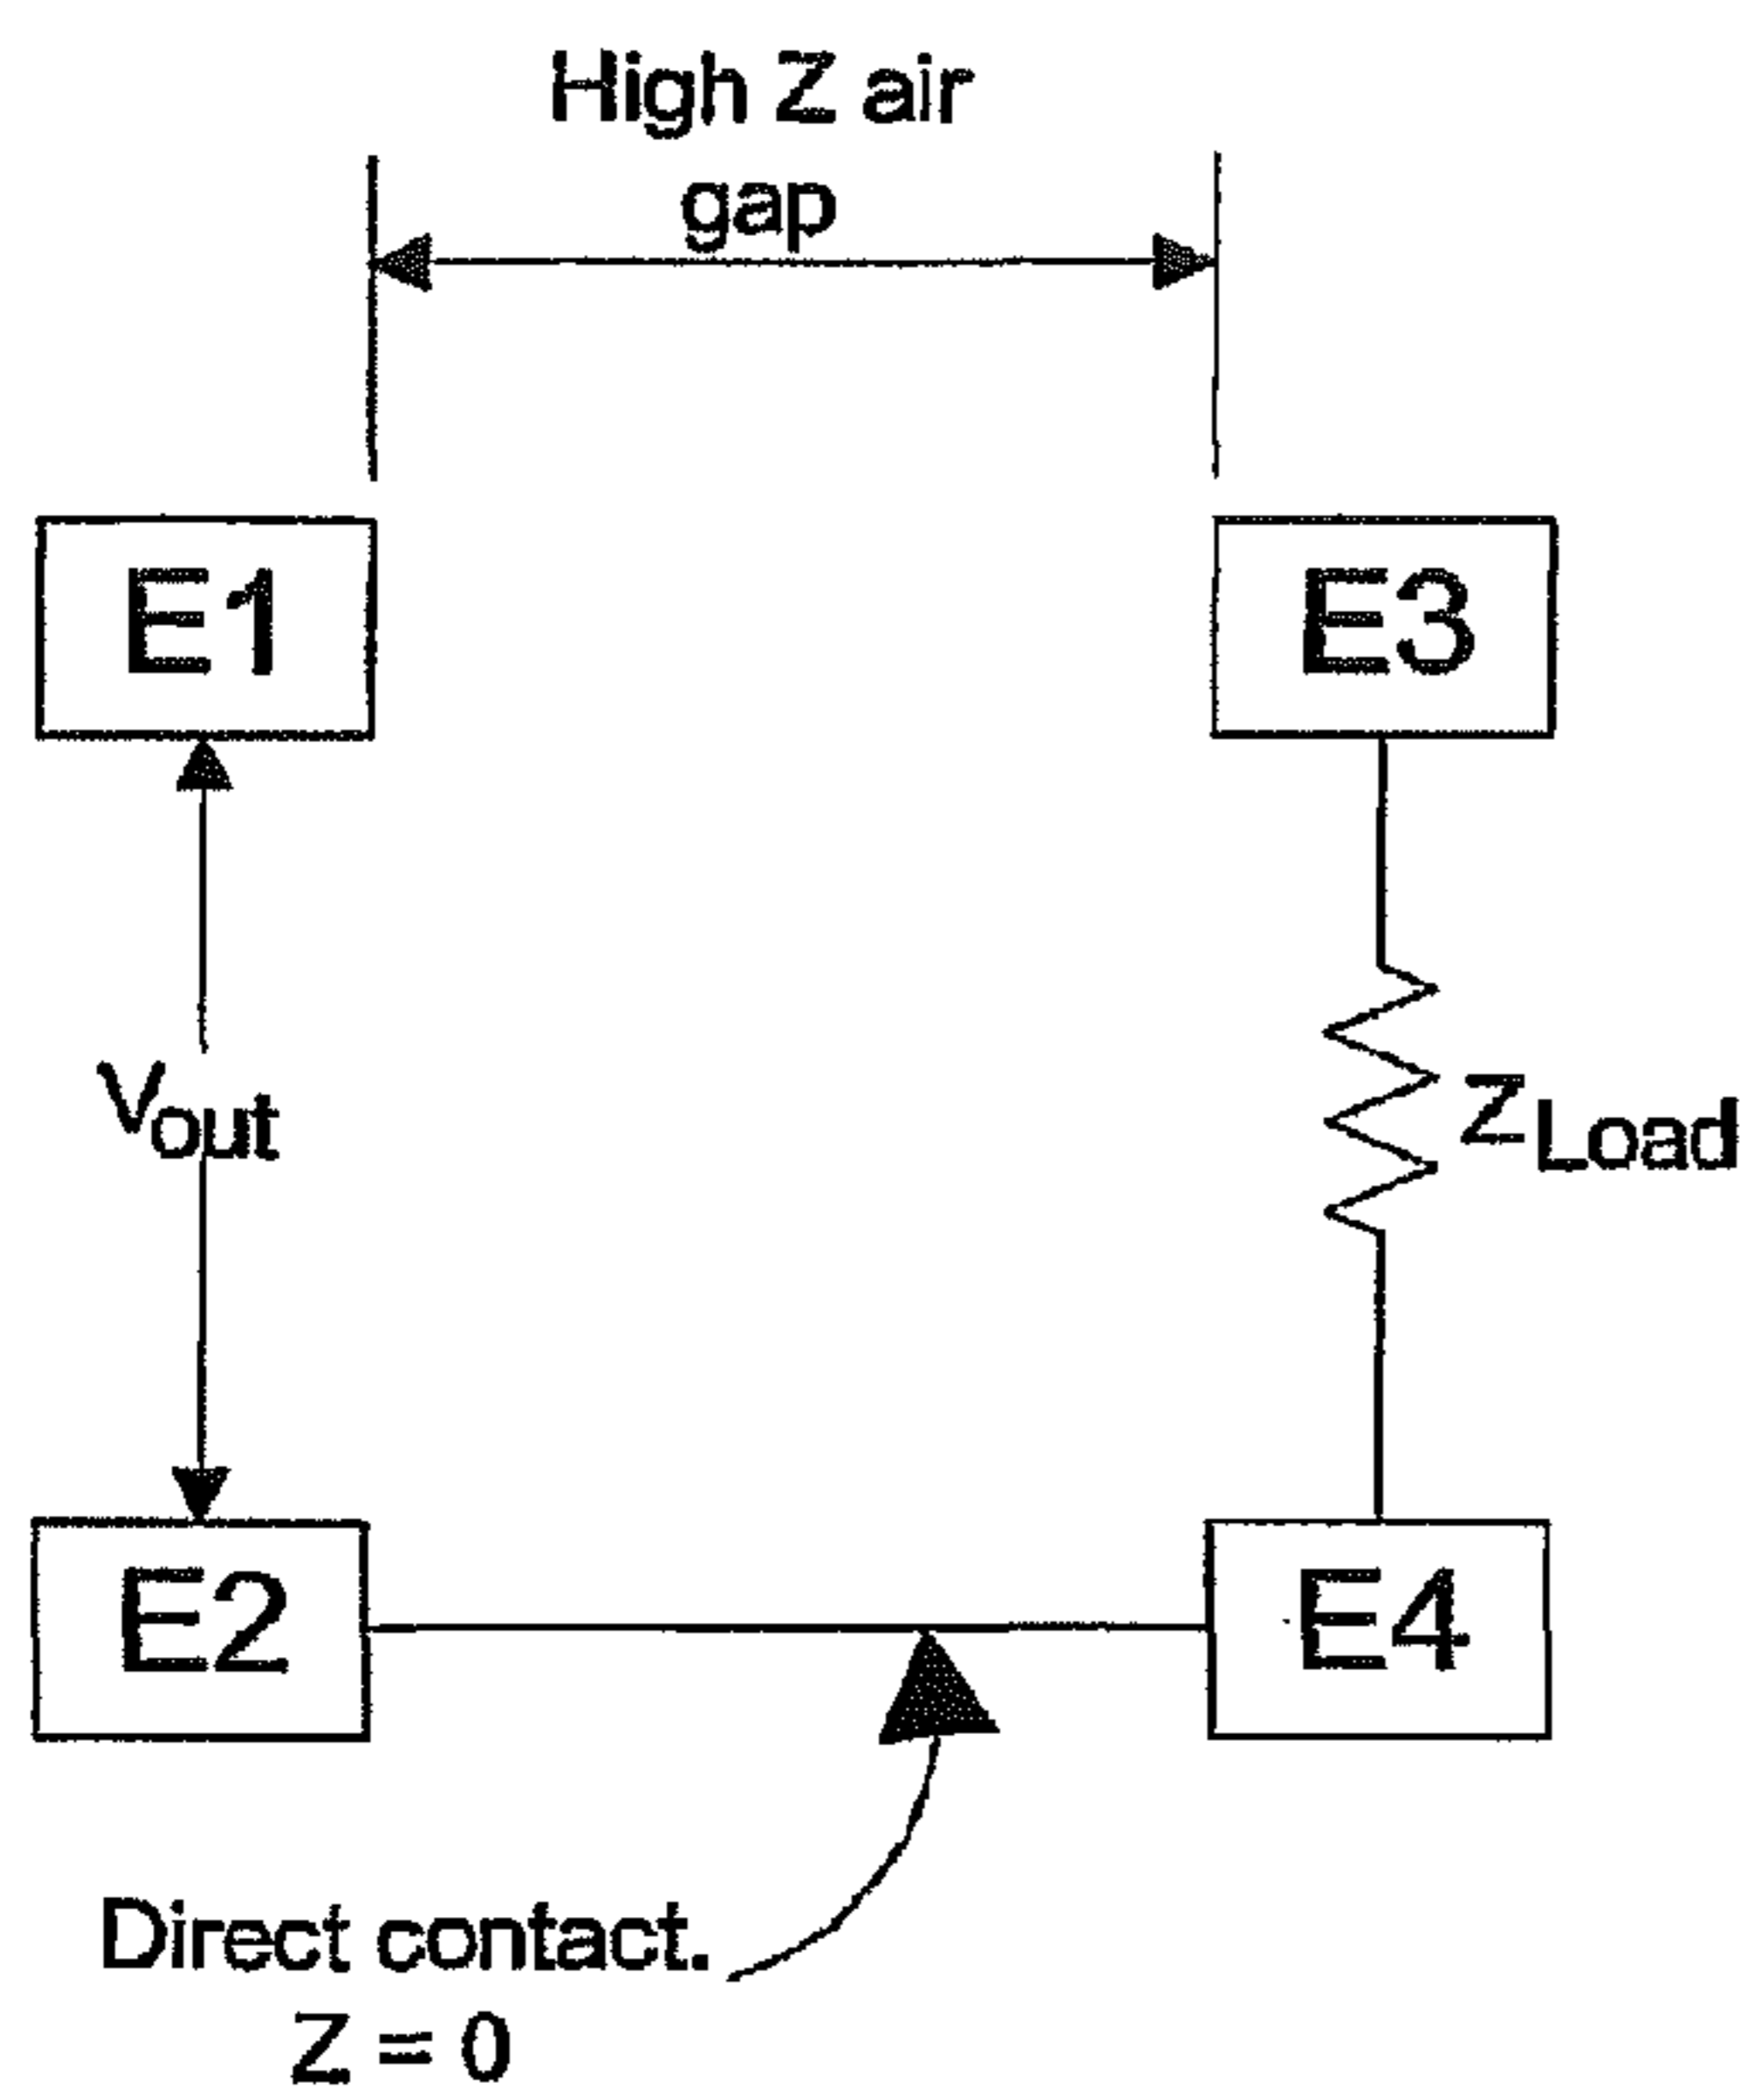 High Z air
gap
E1
E3
Vout
ZLoad
E2
E4
Direct contact.
Z = 0